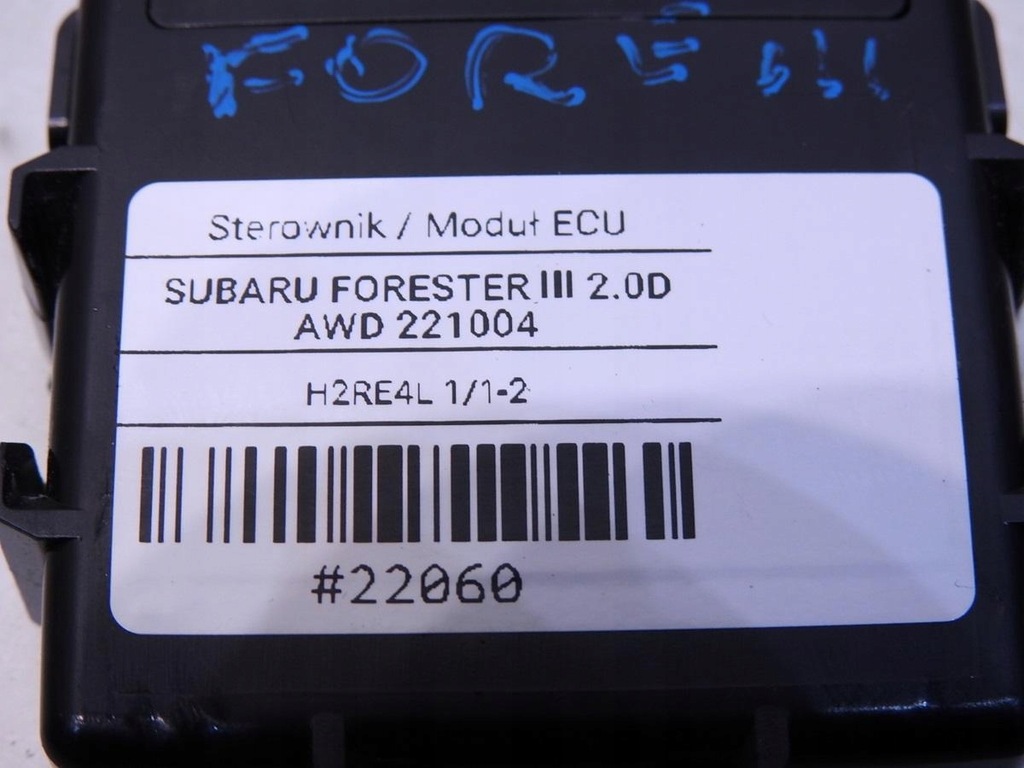 FORE III
Sterownik / Moduł ECU
SUBARU FORESTER III 2.0D
AWD 221004
H2RE4L 1/1-2
#22060